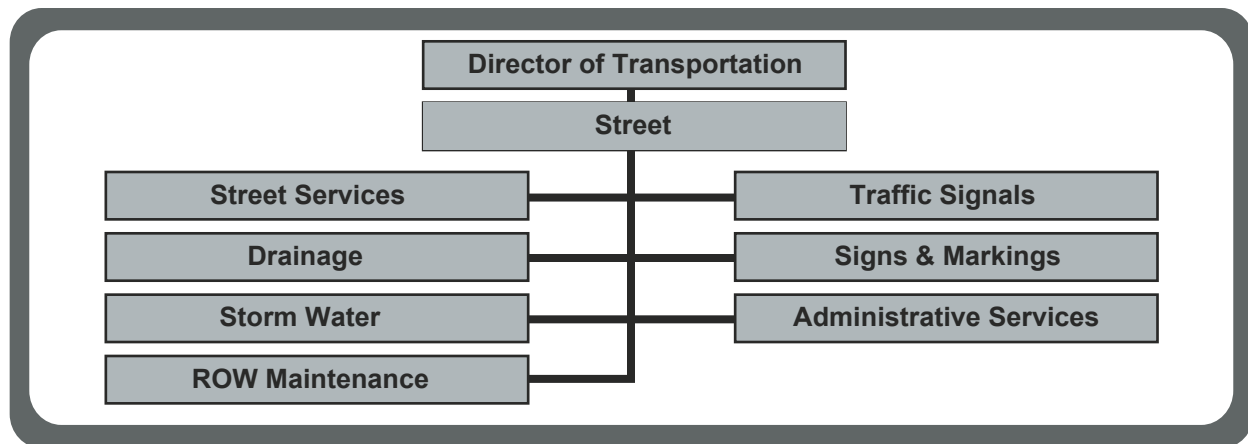 Director of Transportation
Street
Street Services
Traffic Signals
Drainage
Signs & Markings
Storm Water
Administrative Services
ROW Maintenance